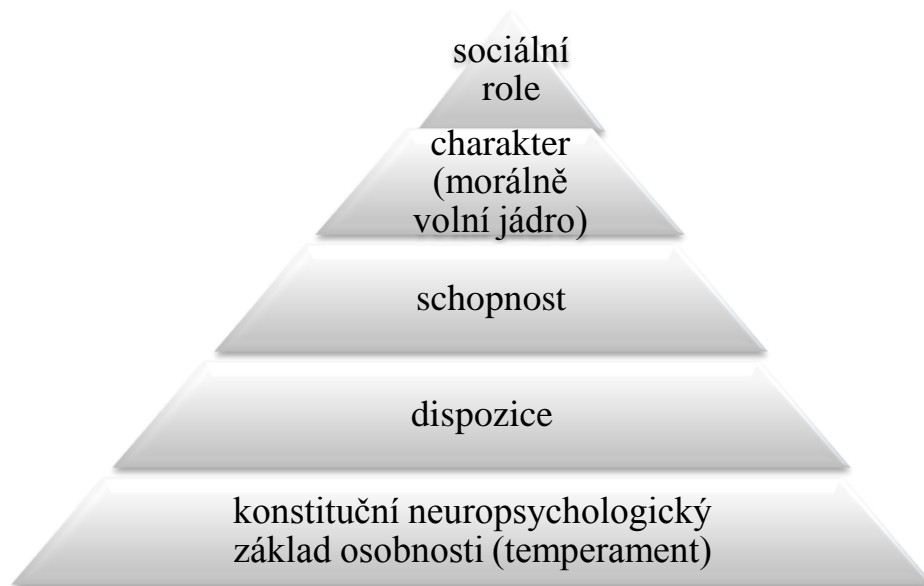 sociální
role
charakter
(morálně
volní jádro)
schopnost
dispozice
konstituční neuropsychologický
základ osobnosti (temperament)